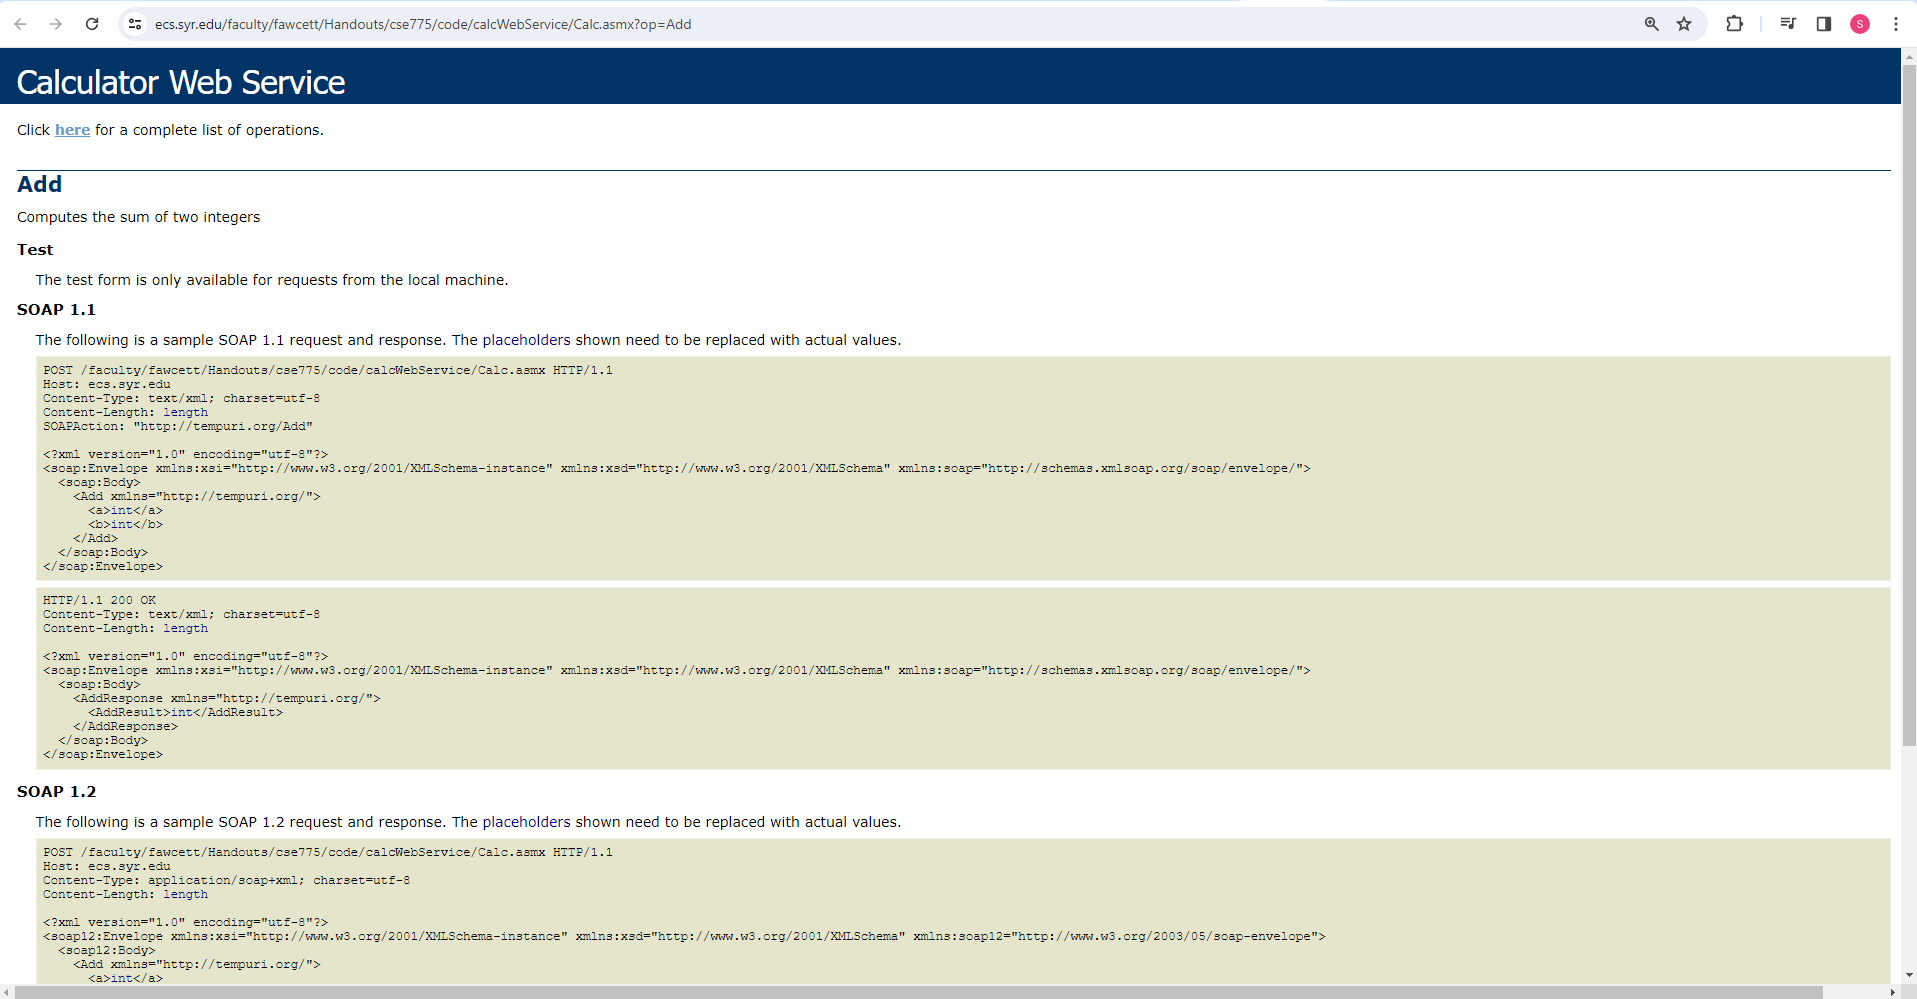 ecs.syr.edu/faculty/fawcett/Handouts/cse775/code/calcWebService/Calc.asmx?op=Add
S
Calculator Web Service
Click here for a complete list of operations.
Add
Computes the sum of two integers
Test
The test form is only available for requests from the local machine.
SOAP 1.1
The following is a sample SOAP 1.1 request and response. The placeholders shown need to be replaced with actual values.
POST /faculty/fawcett/Handouts/cse775/code/calcWebService/Calc.asmx HTTP/1.1
Host: ecs.syr.edu
Content-Type: text/xml; charset=utf-8
Content-Length: length
SOAPAction: "http://tempuri.org/Add"
<?xml version="1.0" encoding="utf-8"?>
<soap:Envelope xmlns:xsi="http://www.w3.org/2001/XMLSchema-instance" xmlns:xsd="http://www.w3.org/2001/XMLSchema" xmlns:soap="http://schemas.xmlsoap.org/soap/envelope/">
  <soap:Body>
    <Add xmlns="http://tempuri.org/">
      <a>int</a>
      <b>int</b>
    </Add>
  </soap:Body>
</soap:Envelope>
HTTP/1.1 200 OK
Content-Type: text/xml; charset=utf-8
Content-Length: length
<?xml version="1.0" encoding="utf-8"?>
<soap:Envelope xmlns:xsi="http://www.w3.org/2001/XMLSchema-instance" xmlns:xsd="http://www.w3.org/2001/XMLSchema" xmlns:soap="http://schemas.xmlsoap.org/soap/envelope/">
  <soap:Body>
    <AddResponse xmlns="http://tempuri.org/">
      <AddResult>int</AddResult>
    </AddResponse>
  </soap:Body>
</soap:Envelope>
SOAP 1.2
The following is a sample SOAP 1.2 request and response. The placeholders shown need to be replaced with actual values.
POST /faculty/fawcett/Handouts/cse775/code/calcWebService/Calc.asmx HTTP/1.1
Host: ecs.syr.edu
Content-Type: application/soap+xml; charset=utf-8
Content-Length: length
<?xml version="1.0" encoding="utf-8"?>
<soap12:Envelope xmlns:xsi="http://www.w3.org/2001/XMLSchema-instance" xmlns:xsd="http://www.w3.org/2001/XMLSchema" xmlns:soap12="http://www.w3.org/2003/05/soap-envelope">
  <soap12:Body>
    <Add xmlns="http://tempuri.org/">
      <a>int</a>